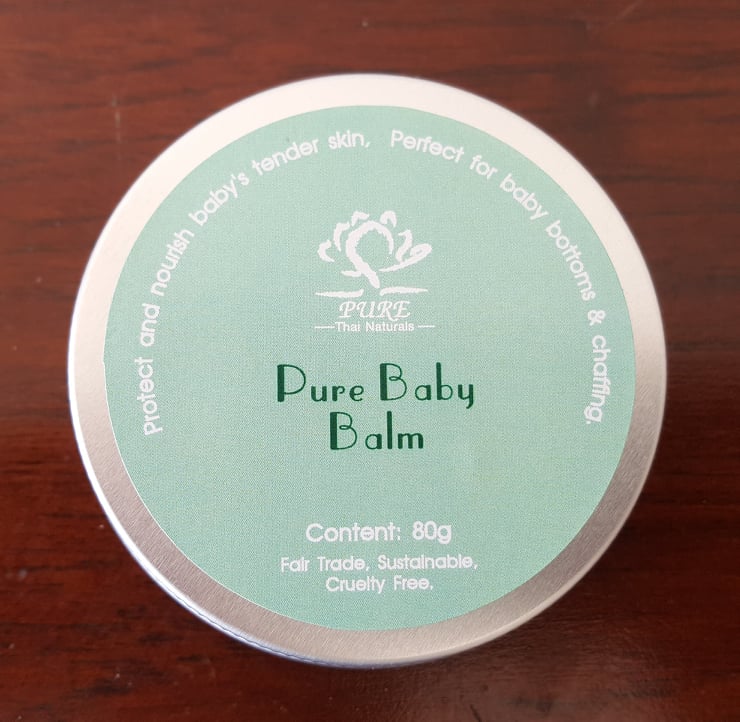 Protect and nourish baby's tender skin, Perfect for baby bottoms & chaffing.
PURE
Thai Naturals
Pure Baby
Balm
Content: 80g
Fair Trade, Sustainable,
Cruelty Free.